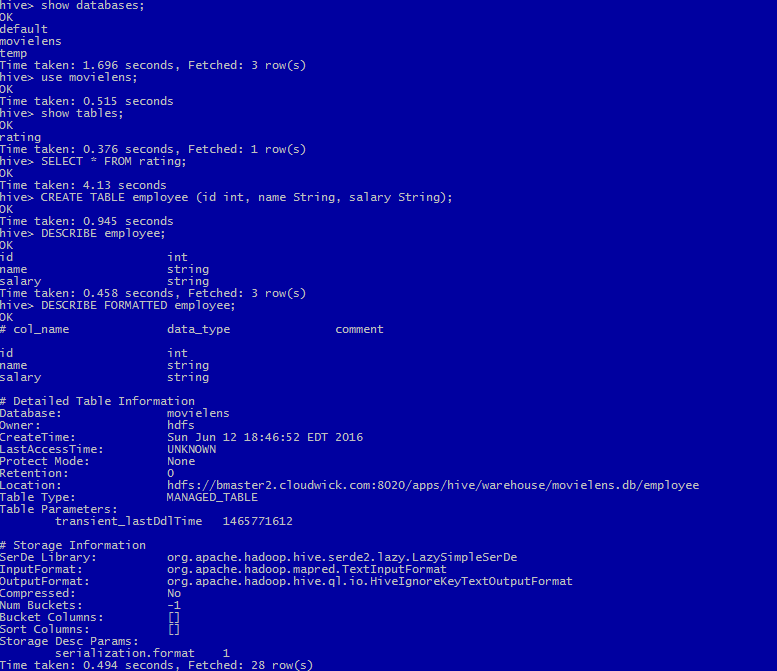 hive> show databases;
OK
default
movielens
temp
Time taken: 1.696 seconds, Fetched: 3 row(s)
hive> use movielens;
OK
Time taken: 0.515 seconds
hive> show tables;
OK
rating
Time taken: 0.376 seconds, Fetched: 1 row(s)
hive> SELECT * FROM rating;
OK
Time taken: 4.13 seconds
hive> CREATE TABLE employee (id int, name String, salary String);
OK
Time taken: 0.945 seconds
hive> DESCRIBE employee;
OK
id                      int
name                    string
salary                  string
Time taken: 0.458 seconds, Fetched: 3 row(s)
hive> DESCRIBE FORMATTED employee;
OK
# col_name              data_type               comment

id                      int
name                    string
salary                  string

# Detailed Table Information
Database:               movielens
Owner:                  hdfs
CreateTime:             Sun Jun 12 18:46:52 EDT 2016
LastAccessTime:         UNKNOWN
Protect Mode:           None
Retention:              0
Location:               hdfs://bmaster2.cloudwick.com:8020/apps/hive/warehouse/movielens.db/employee
Table Type:             MANAGED_TABLE
Table Parameters:
        transient_lastDdlTime   1465771612

# Storage Information
SerDe Library:          org.apache.hadoop.hive.serde2.lazy.LazySimpleSerDe
InputFormat:            org.apache.hadoop.mapred.TextInputFormat
OutputFormat:           org.apache.hadoop.hive.ql.io.HiveIgnoreKeyTextOutputFormat
Compressed:             No
Num Buckets:            -1
Bucket Columns:         []
Sort Columns:           []
Storage Desc Params:
        serialization.format    1
Time taken: 0.494 seconds, Fetched: 28 row(s)